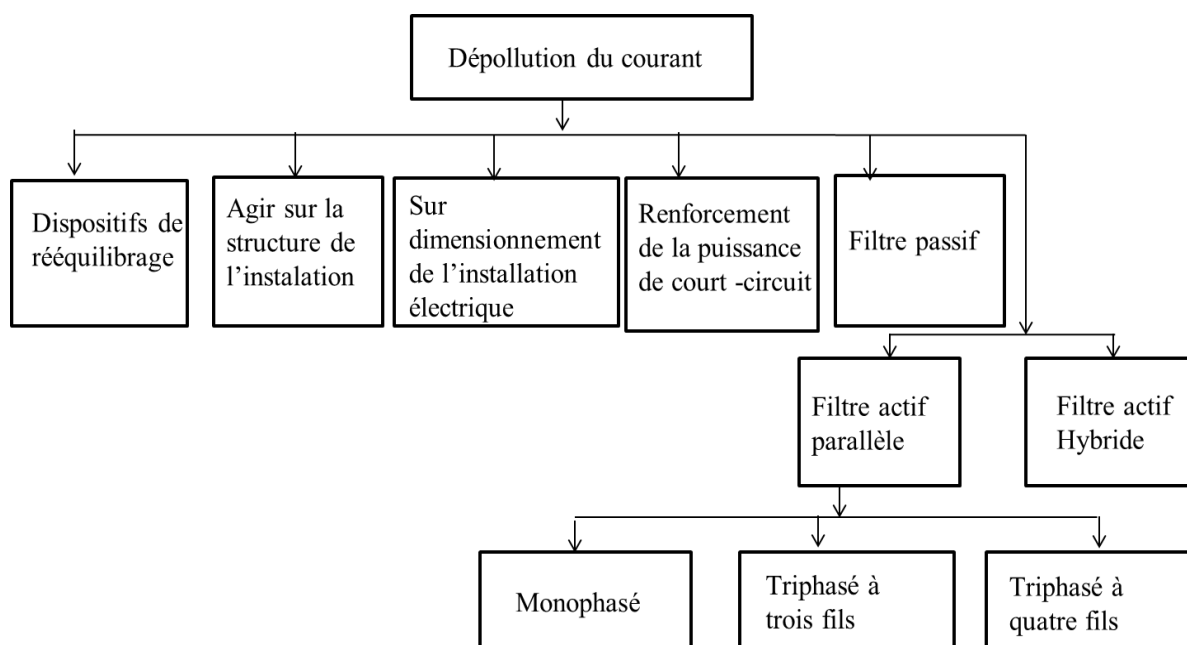 Dépollution du courant
Dispositifs de
rééquilibrage
Agir sur la
structure de
l’instalation
Sur
dimensionnement
de l’installation
électrique
Renforcement
de la puissance
de court -circuit
Filtre passif
Filtre actif
parallèle
Filtre actif
Hybride
Monophasé
Triphasé à
trois fils
Triphasé à
quatre fils